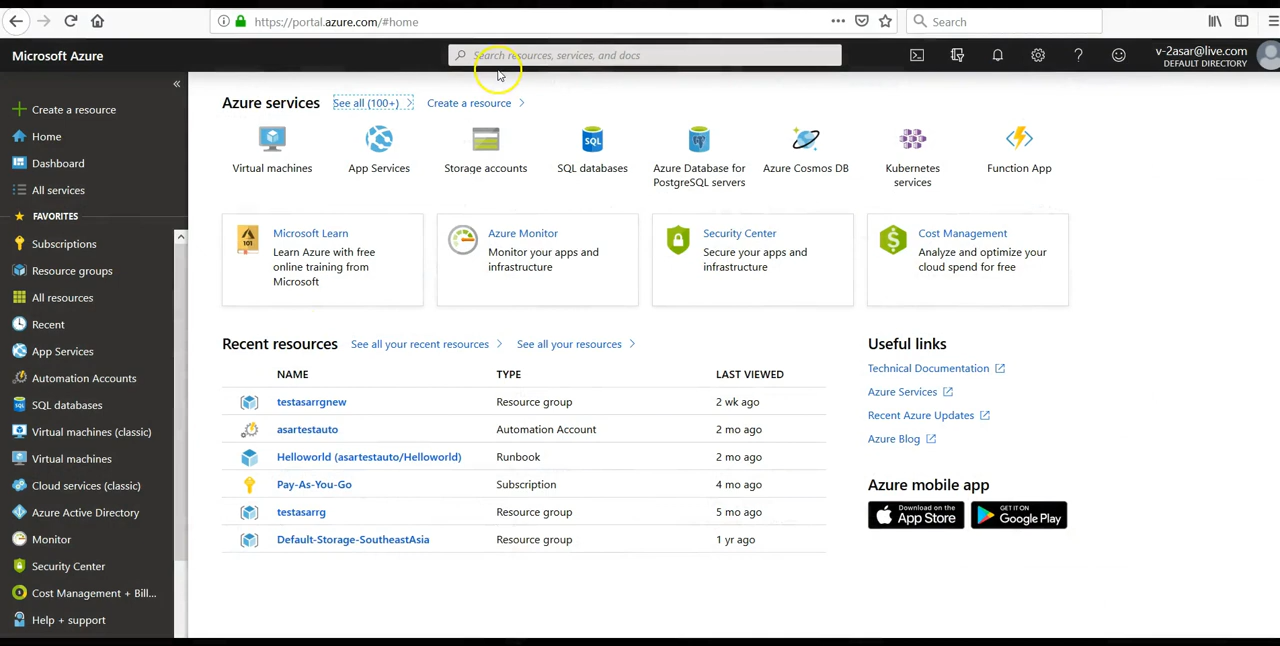 https://portal.azure.com/#home
Search
Microsoft Azure
Search resources, services, and docs
v-2asar@live.com
DEFAULT DIRECTORY
Create a resource
Home
Dashboard
All services
FAVORITES
Subscriptions
Resource groups
All resources
Recent
App Services
Automation Accounts
SQL databases
Virtual machines (classic)
Virtual machines
Cloud services (classic)
Azure Active Directory
Monitor
Security Center
Cost Management + Bill...
Help + support
Azure services
See all (100+)
Create a resource
Virtual machines
App Services
Storage accounts
SQL
SQL databases
Azure Database for
PostgreSQL servers
Azure Cosmos DB
Kubernetes
services
Function App
101
Microsoft Learn
Learn Azure with free
online training from
Microsoft
Azure Monitor
Monitor your apps and
infrastructure
Security Center
Secure your apps and
infrastructure
$
Cost Management
Analyze and optimize your
cloud spend for free
Recent resources
See all your recent resources
See all your resources
NAME TYPE LAST VIEWED
testasarrgnew Resource group 2 wk ago
asartestauto Automation Account 2 mo ago
Helloworld (asartestauto/Helloworld) Runbook 2 mo ago
Pay-As-You-Go Subscription 4 mo ago
testasarrg Resource group 5 mo ago
Default-Storage-SoutheastAsia Resource group 1 yr ago
Useful links
Technical Documentation
Azure Services
Recent Azure Updates
Azure Blog
Azure mobile app
Download on the
App Store
GET IT ON
Google Play